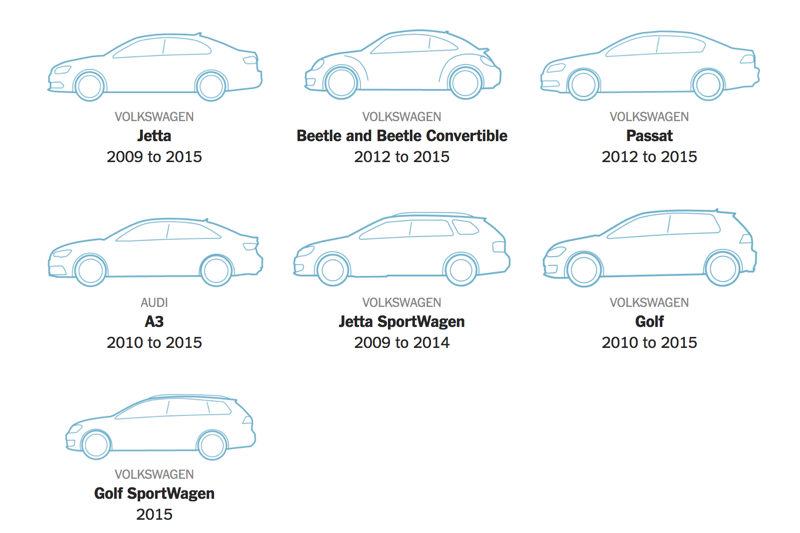 VOLKSWAGEN
Jetta
2009 to 2015
VOLKSWAGEN
Beetle and Beetle Convertible
2012 to 2015
VOLKSWAGEN
Passat
2012 to 2015
AUDI
A3
2010 to 2015
VOLKSWAGEN
Jetta SportWagen
2009 to 2014
VOLKSWAGEN
Golf
2010 to 2015
VOLKSWAGEN
Golf SportWagen
2015